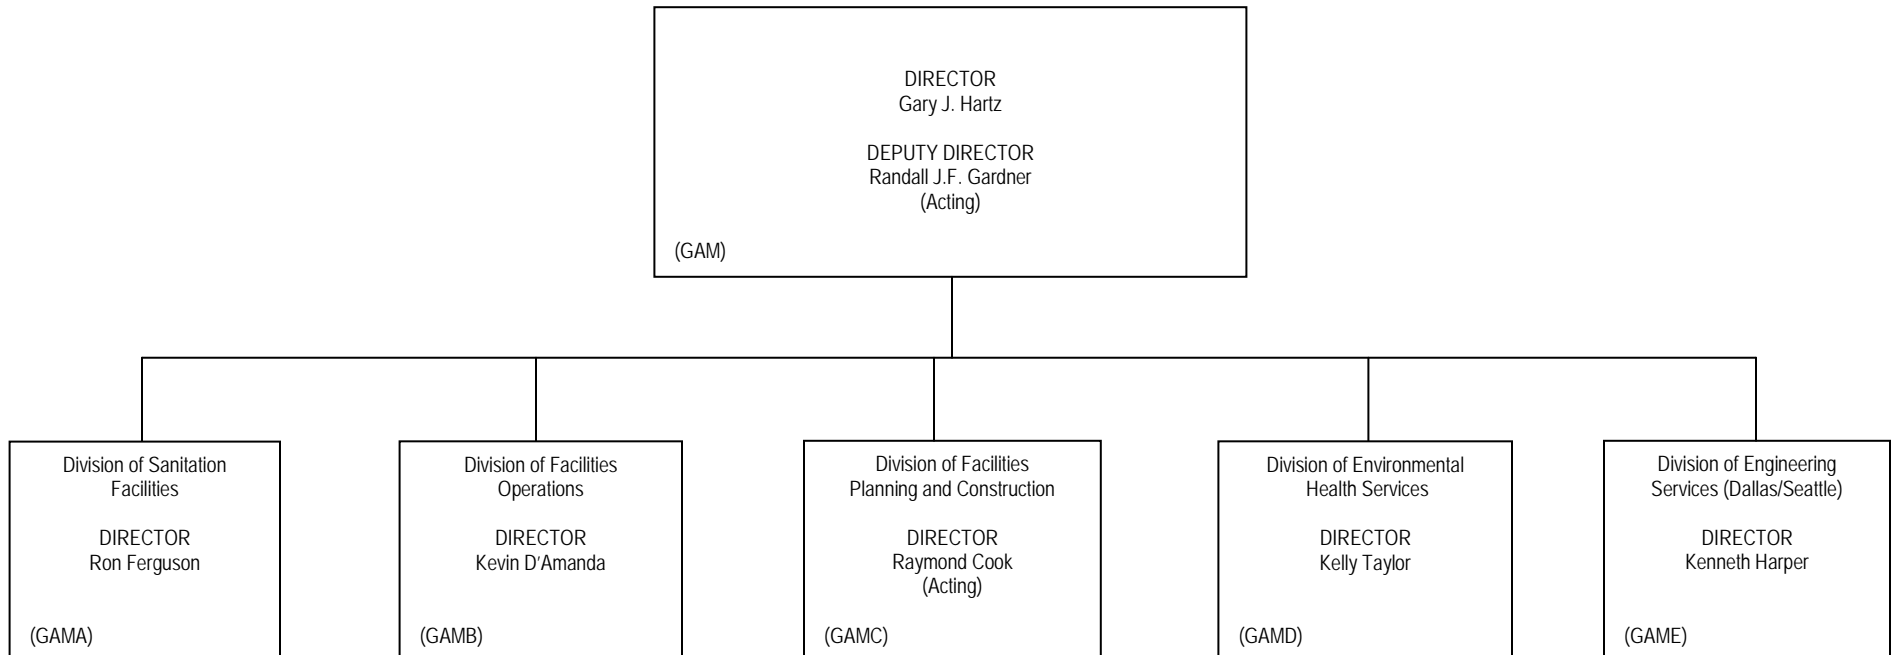 DIRECTOR
Gary J. Hartz
DEPUTY DIRECTOR
Randall J.F. Gardner
(Acting)
(GAM)
Division of Sanitation
Facilities
DIRECTOR
Ron Ferguson
(GAMA)
Division of Facilities
Operations
DIRECTOR
Kevin D'Amanda
(GAMB)
Division of Facilities
Planning and Construction
DIRECTOR
Raymond Cook
(Acting)
(GAMC)
Division of Environmental
Health Services
DIRECTOR
Kelly Taylor
(GAMD)
Division of Engineering
Services (Dallas/Seattle)
DIRECTOR
Kenneth Harper
(GAME)